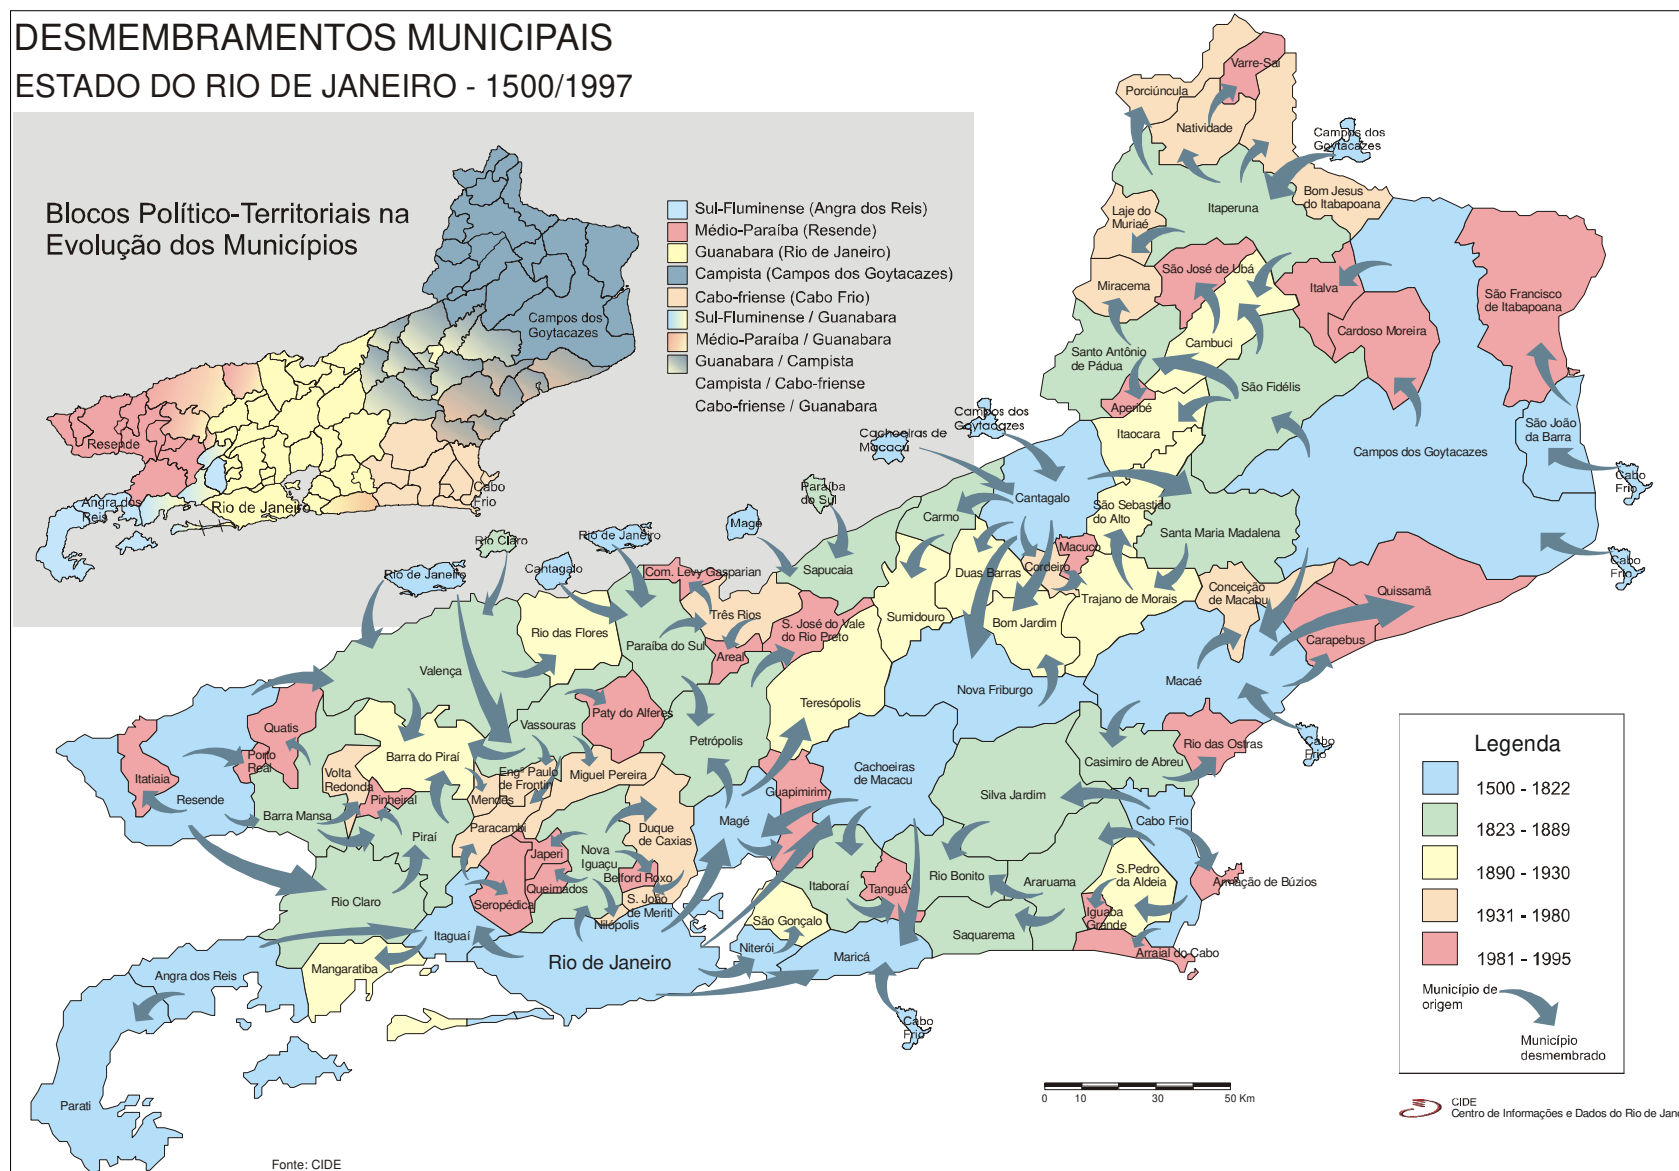 DESMEMBRAMENTOS MUNICIPAIS
ESTADO DO RIO DE JANEIRO - 1500/1997
Blocos Político-Territoriais na
Evolução dos Municípios
Sul-Fluminense (Angra dos Reis)
Médio-Paraíba (Resende)
Guanabara (Rio de Janeiro)
Campista (Campos dos Goytacazes)
Cabo-friense (Cabo Frio)
Sul-Fluminense / Guanabara
Médio-Paraíba / Guanabara
Guanabara / Campista
Campista / Cabo-friense
Cabo-friense / Guanabara
Campos dos
Goytacazes
Resende
Angra dos
Reis
Rio de Janeiro
Cabo
Frio
Varre-Sai
Porciúncula
Natividade
Campos dos
Goytacazes
Bom Jesus
do Itabapoana
Itaperuna
Laje do
Muriaé
São José de Ubá
Miracema
Italva
São Francisco
de Itabapoana
Cardoso Moreira
Cambuci
Santo Antônio
de Pádua
São Fidélis
Aperibé
Itaocara
São João
da Barra
Campos dos Goytacazes
Cabo
Frio
Campos dos
Goytacazes
Cachoeiras de
Macacu
Cantagalo
Paraíba
do Sul
Carmo
São Sebastião
do Alto
Santa Maria Madalena
Magé
Rio de Janeiro
Rio Claro
Cantagalo
Rio de Janeiro
Macuco
Cordeiro
Duas Barras
Sapucaia
Com. Levy Gasparian
Cabo
Frio
Conceição
de Macabu
Quissamã
Trajano de Morais
Três Rios
S. José do Vale
do Rio Preto
Sumidouro
Bom Jardim
Carapebus
Rio das Flores
Paraíba do Sul
Areal
Valença
Nova Friburgo
Macaé
Teresópolis
Paty do Alferes
Vassouras
Quatis
Petrópolis
Cabo
Frio
Rio das Ostras
Casimiro de Abreu
Barra do Piraí
Porto
Real
Itatiaia
Resende
Volta
Redonda
Engº Paulo
de Frontin
Miguel Pereira
Mendes
Pinheiral
Cachoeiras
de Macacu
Guapimirim
Silva Jardim
Barra Mansa
Piraí
Paracambi
Duque
de Caxias
Magé
Cabo Frio
Japeri
Nova
Iguaçu
Belford Roxo
Queimados
Seropédica
S. João
de Meriti
Nilópolis
Rio Claro
Itaboraí
Tanguá
Rio Bonito
Araruama
S.Pedro
da Aldeia
Armação de Búzios
Iguaba
Grande
São Gonçalo
Saquarema
Arraial do Cabo
Itaguaí
Niterói
Maricá
Rio de Janeiro
Mangaratiba
Angra dos Reis
Cabo
Frio
Parati
Legenda
1500 - 1822
1823 - 1889
1890 - 1930
1931 - 1980
1981 - 1995
Município de
origem
Município
desmembrado
0 10 30 50 Km
CIDE
Centro de Informações e Dados do Rio de Jane
Fonte: CIDE